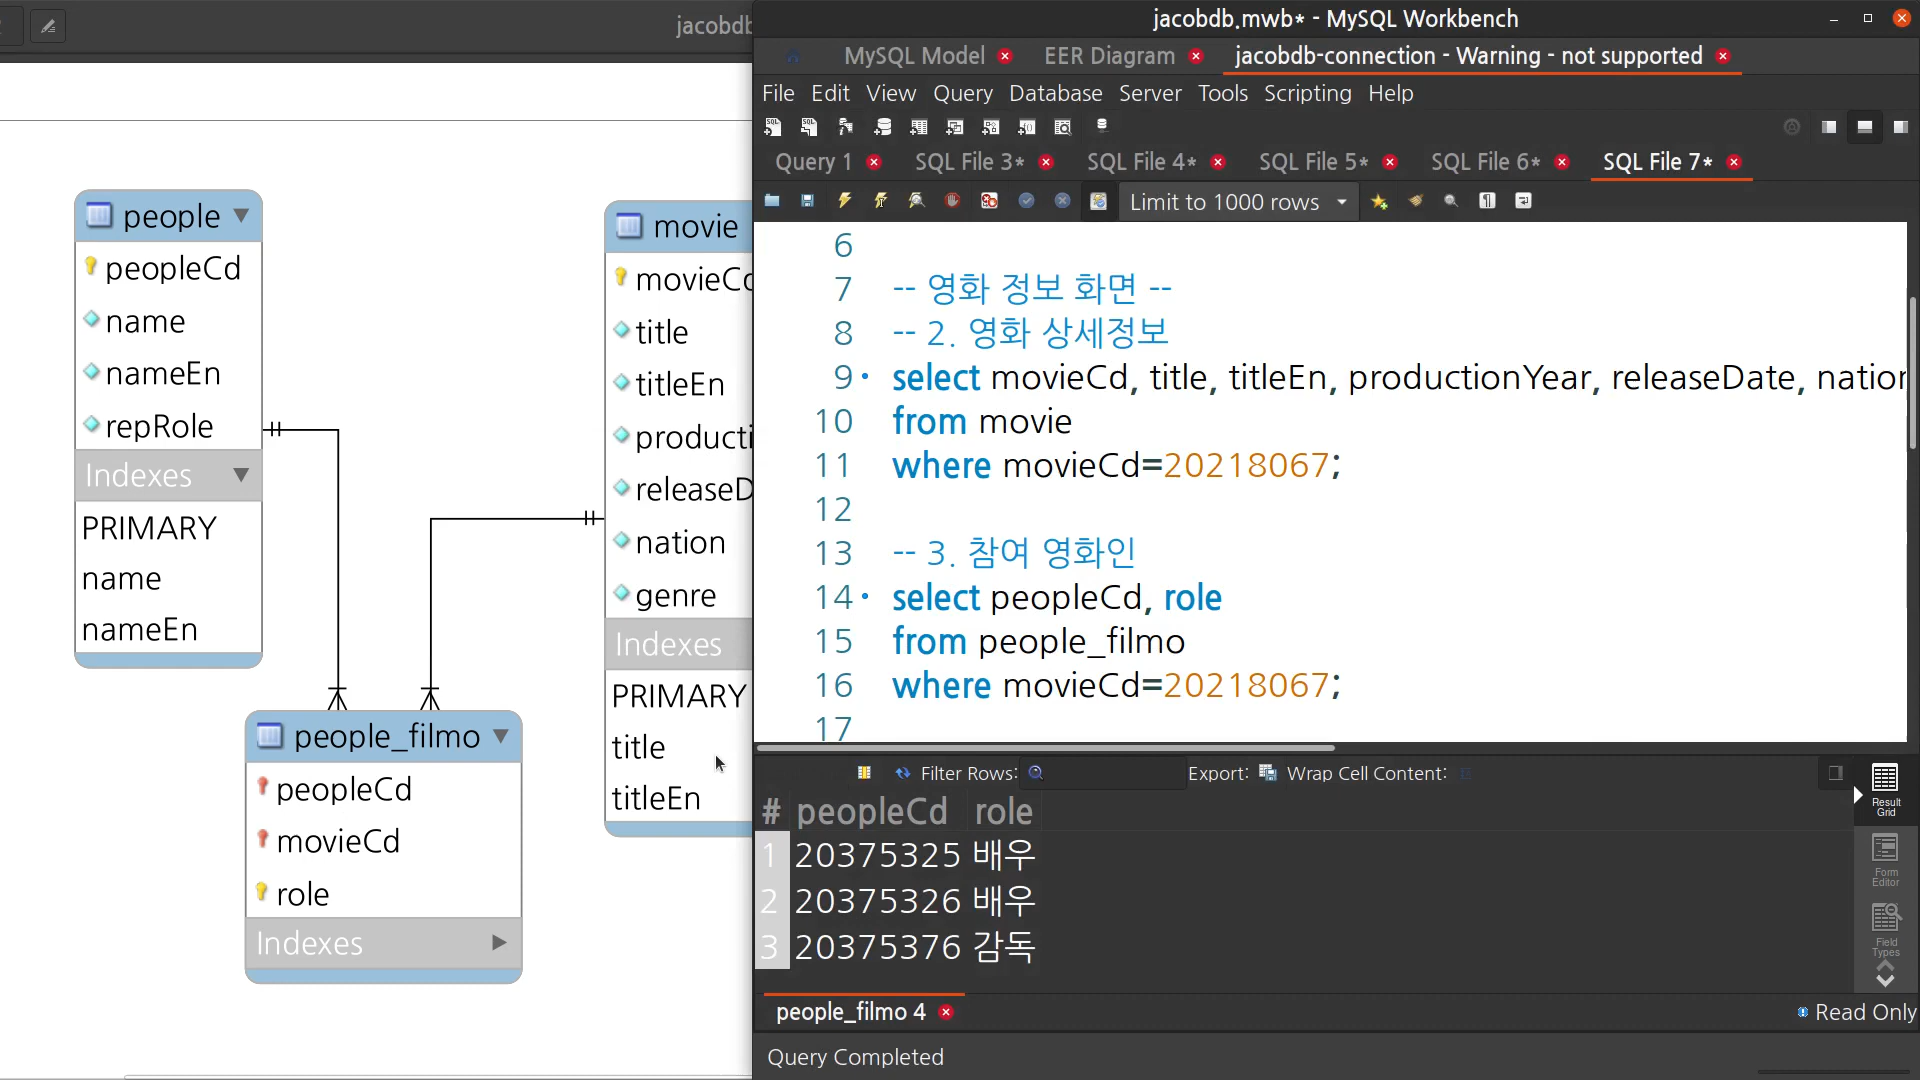 jacobdb
people
peopleCd
name
nameEn
repRole
Indexes
PRIMARY
name
nameEn
movie
movieCd
title
titleEn
producti
releaseD
nation
genre
Indexes
PRIMARY
title
titleEn
people_filmo
peopleCd
movieCd
role
Indexes
jacobdb.mwb* - MySQL Workbench
MySQL Model EER Diagram jacobdb-connection - Warning - not supported
File Edit View Query Database Server Tools Scripting Help
Query 1 SQL File 3* SQL File 4* SQL File 5* SQL File 6* SQL File 7*
Limit to 1000 rows
6
7 -- 영화 정보 화면 --
8 -- 2. 영화 상세정보
9 select movieCd, title, titleEn, productionYear, releaseDate, nation
10 from movie
11 where movieCd=20218067;
12
13 -- 3. 참여 영화인
14 select peopleCd, role
15 from people_filmo
16 where movieCd=20218067;
17
Filter Rows: Export: Wrap Cell Content:
# peopleCd role
1 20375325 배우
2 20375326 배우
3 20375376 감독
Result Grid
Form Editor
Field Types
people_filmo 4
Read Only
Query Completed